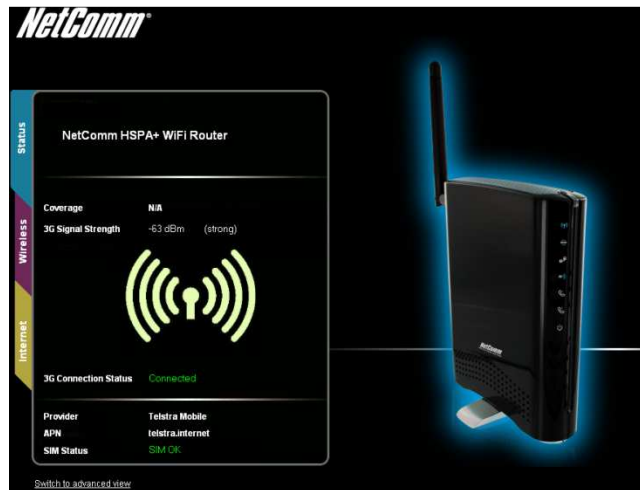 NetComm®
Status
Wireless
Internet
NetComm HSPA+ WiFi Router
Coverage N/A
3G Signal Strength -63 dBm (strong)
3G Connection Status Connected
Provider Telstra Mobile
APN telstra.internet
SIM Status SIM OK
Switch to advanced view
NetComm